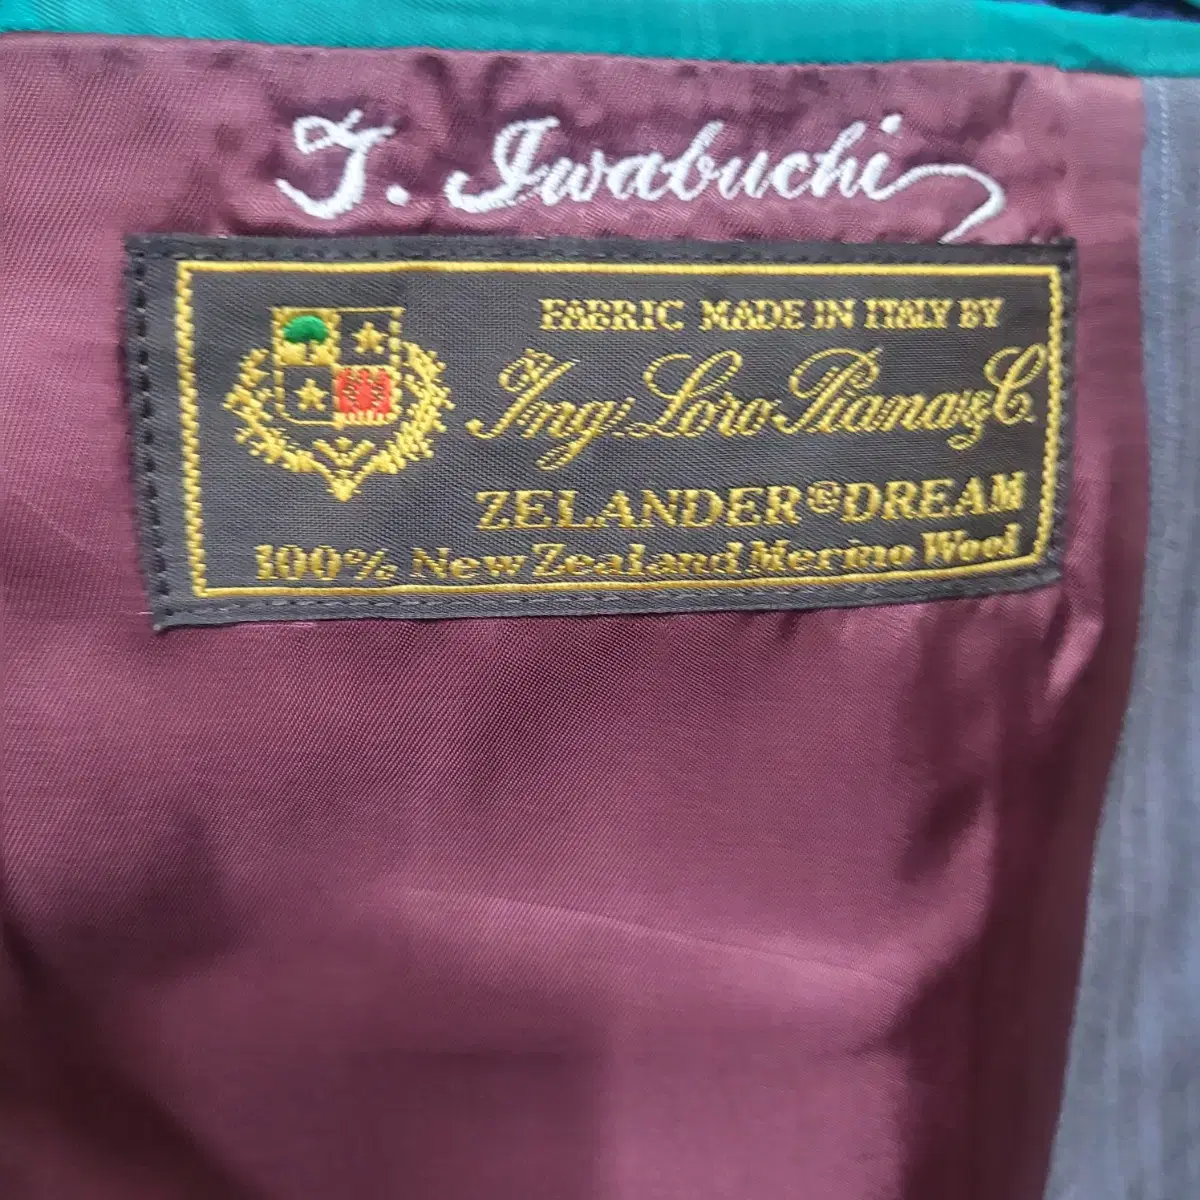 T. Iwabuchi
FABRIC MADE IN ITALY BY
Ing. Loro Piana & C.
ZELANDER®DREAM
100% New Zealand Merino Wool